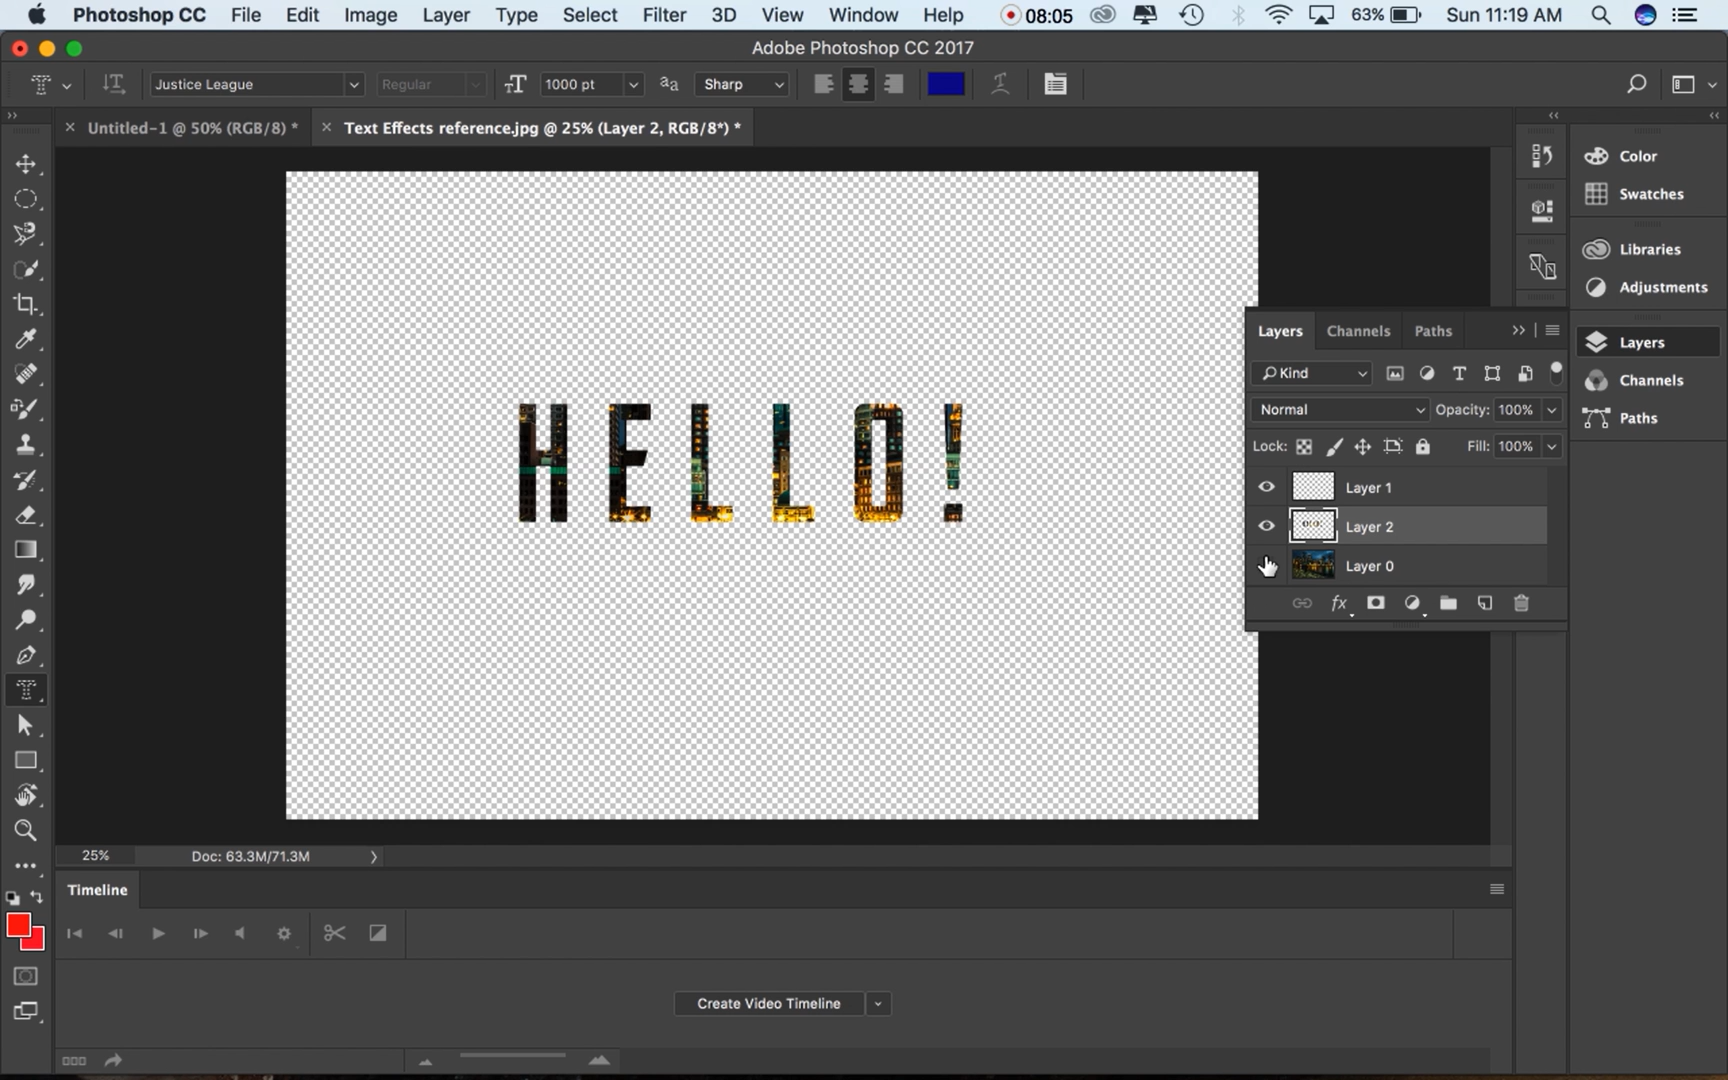 Photoshop CC File Edit Image Layer Type Select Filter 3D View Window Help 08:05 63% Sun 11:19 AM
Adobe Photoshop CC 2017
Justice League Regular 1000 pt aa Sharp
Untitled-1 @ 50% (RGB/8) * Text Effects reference.jpg @ 25% (Layer 2, RGB/8*) *
Color
Swatches
Libraries
Adjustments
Layers
Channels
Paths
Layers Channels Paths
Kind
Normal Opacity: 100%
Lock: Fill: 100%
Layer 1
Layer 2
Layer 0
fx
HELLO!
25% Doc: 63.3M/71.3M
Timeline
Create Video Timeline